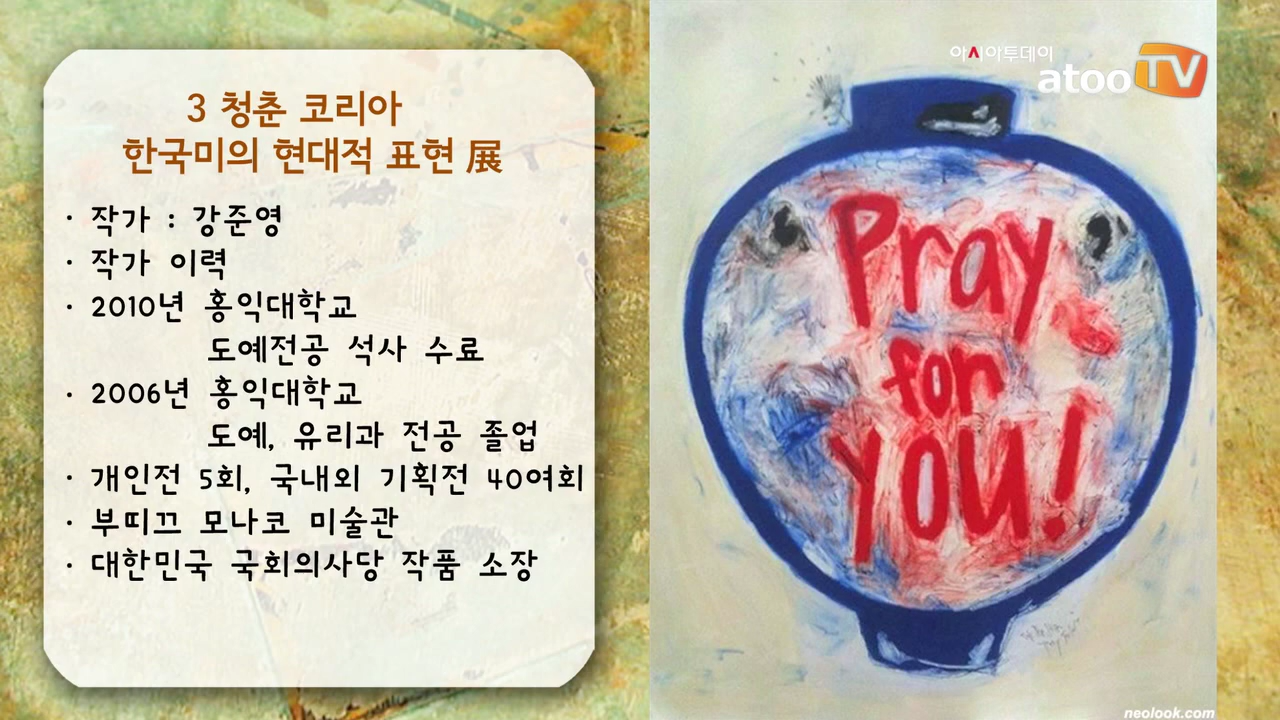 3 청춘 코리아
한국미의 현대적 표현 展
· 작가 : 강준영
· 작가 이력
· 2010년 홍익대학교
도예전공 석사 수료
· 2006년 홍익대학교
도예, 유리과 전공 졸업
· 개인전 5회, 국내외 기획전 40여회
· 부띠끄 모나코 미술관
· 대한민국 국회의사당 작품 소장
아시아투데이
atooTV
Pray
for
YOU!
neolook.com